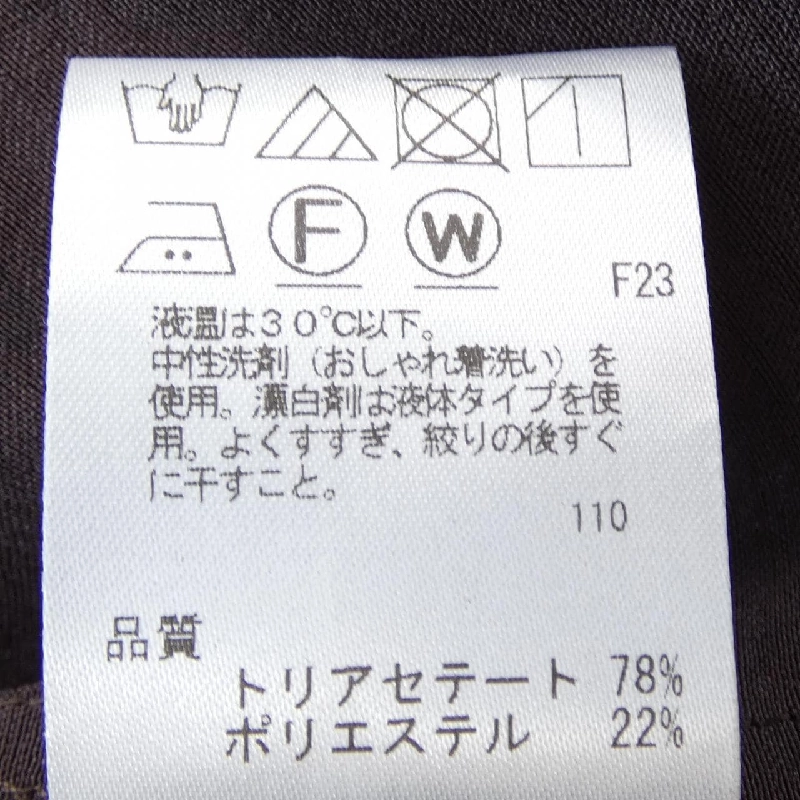 F W
F23
液温は30℃以下。
中性洗剤（おしゃれ着洗い）を
使用。漂白剤は液体タイプを使
用。よくすすぎ、絞りの後すぐ
に干すこと。
110
品質
トリアセテート 78%
ポリエステル 22%